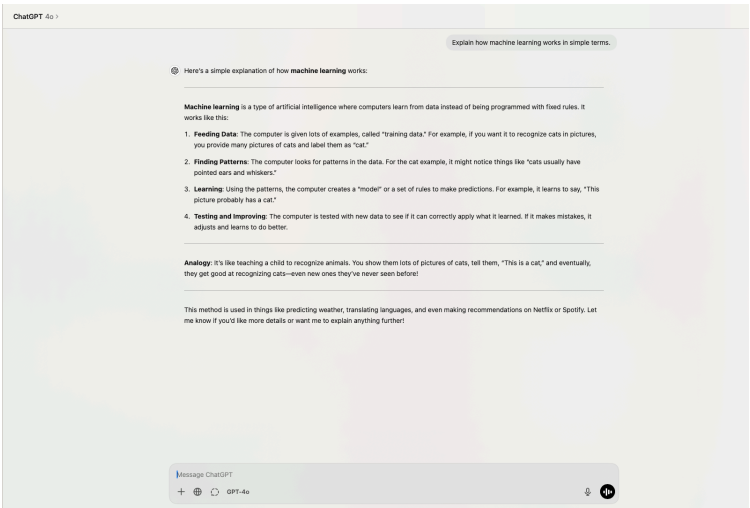 ChatGPT 4o >
Explain how machine learning works in simple terms.
Here's a simple explanation of how machine learning works:
Machine learning is a type of artificial intelligence where computers learn from data instead of being programmed with fixed rules. It
works like this:
1. Feeding Data: The computer is given lots of examples, called "training data." For example, if you want it to recognize cats in pictures,
you provide many pictures of cats and label them as "cat."
2. Finding Patterns: The computer looks for patterns in the data. For the cat example, it might notice things like "cats usually have
pointed ears and whiskers."
3. Learning: Using the patterns, the computer creates a "model" or a set of rules to make predictions. For example, it learns to say, "This
picture probably has a cat."
4. Testing and Improving: The computer is tested with new data to see if it can correctly apply what it learned. If it makes mistakes, it
adjusts and learns to do better.
Analogy: It's like teaching a child to recognize animals. You show them lots of pictures of cats, tell them, "This is a cat," and eventually,
they get good at recognizing cats—even new ones they've never seen before!
This method is used in things like predicting weather, translating languages, and even making recommendations on Netflix or Spotify. Let
me know if you'd like more details or want me to explain anything further!
Message ChatGPT
GPT-4o